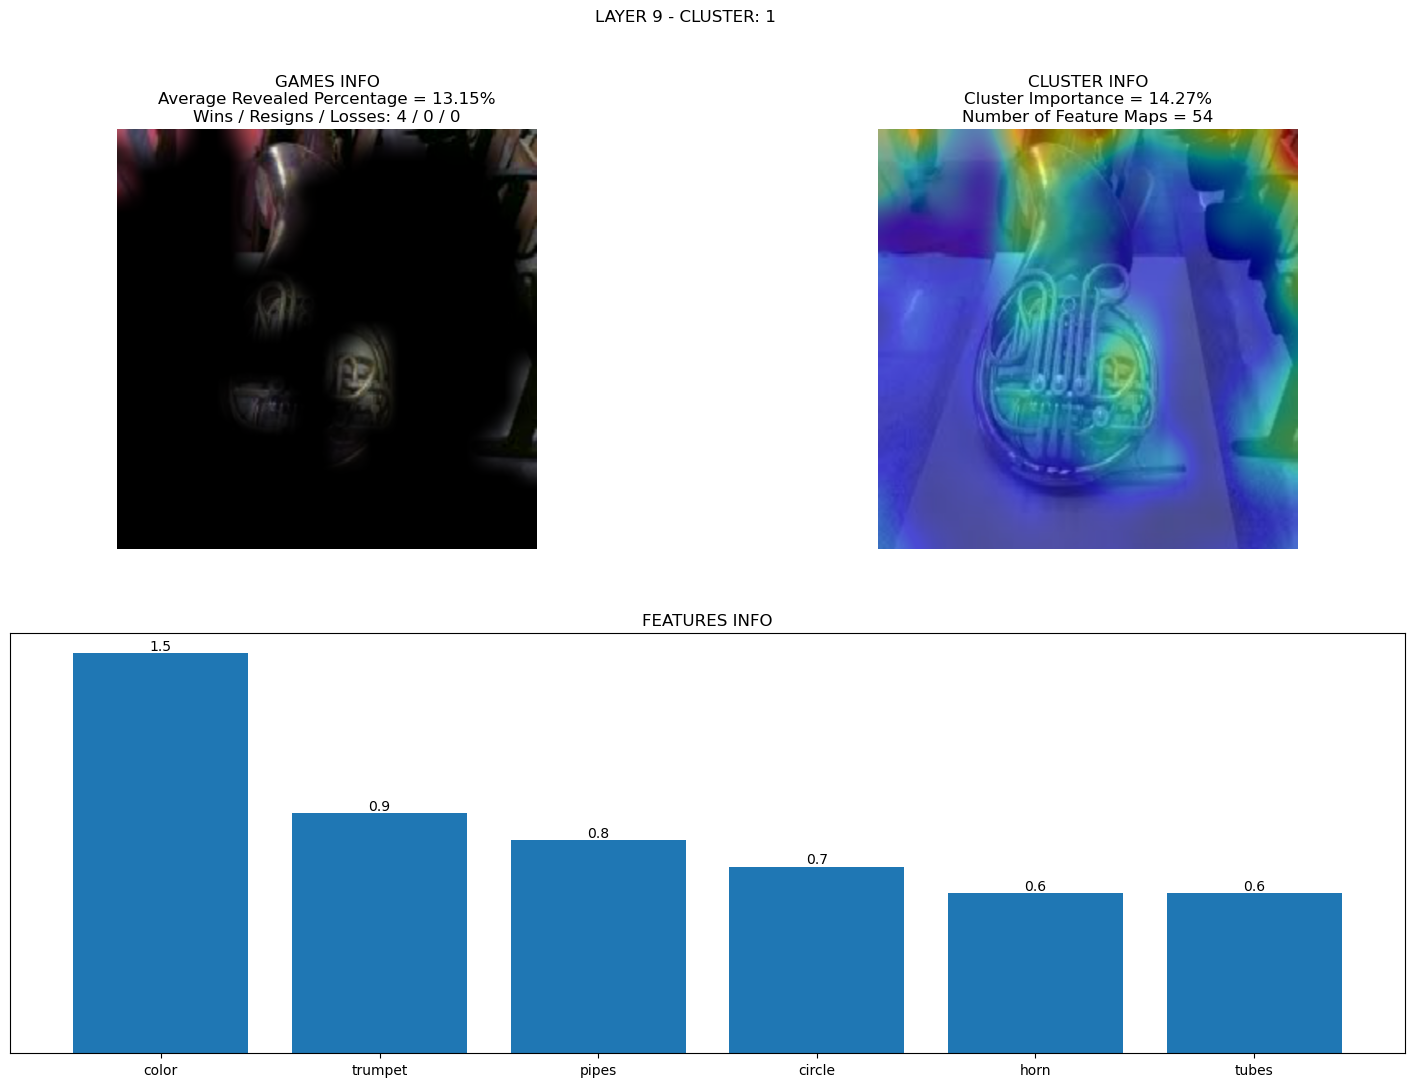 LAYER 9 - CLUSTER: 1
GAMES INFO
Average Revealed Percentage = 13.15%
Wins / Resigns / Losses: 4 / 0 / 0
CLUSTER INFO
Cluster Importance = 14.27%
Number of Feature Maps = 54
FEATURES INFO
1.5
0.9
0.8
0.7
0.6
0.6
color
trumpet
pipes
circle
horn
tubes